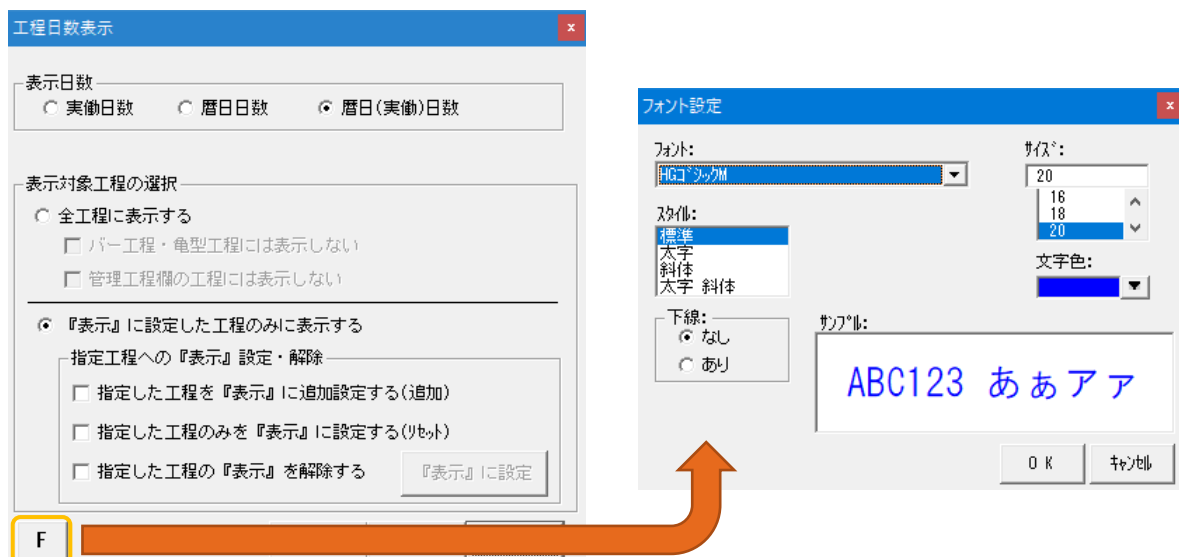 工程日数表示
x
表示日数
実働日数 暦日日数 暦日(実働)日数
表示対象工程の選択
全工程に表示する
バー工程・亀型工程には表示しない
管理工程欄の工程には表示しない
『表示』に設定した工程のみに表示する
指定工程への『表示』設定・解除
指定した工程を『表示』に追加設定する(追加)
指定した工程のみを『表示』に設定する(ﾘｾｯﾄ)
指定した工程の『表示』を解除する
『表示』に設定
F
フォント設定
x
ﾌｫﾝﾄ:
HGｺﾞｼｯｸM
ｻｲｽﾞ:
20
16
18
20
ｽﾀｲﾙ:
標準
太字
斜体
太字 斜体
文字色:
下線:
なし
あり
ｻﾝﾌﾟﾙ:
ABC123 あぁアァ
O K
ｷｬﾝｾﾙ